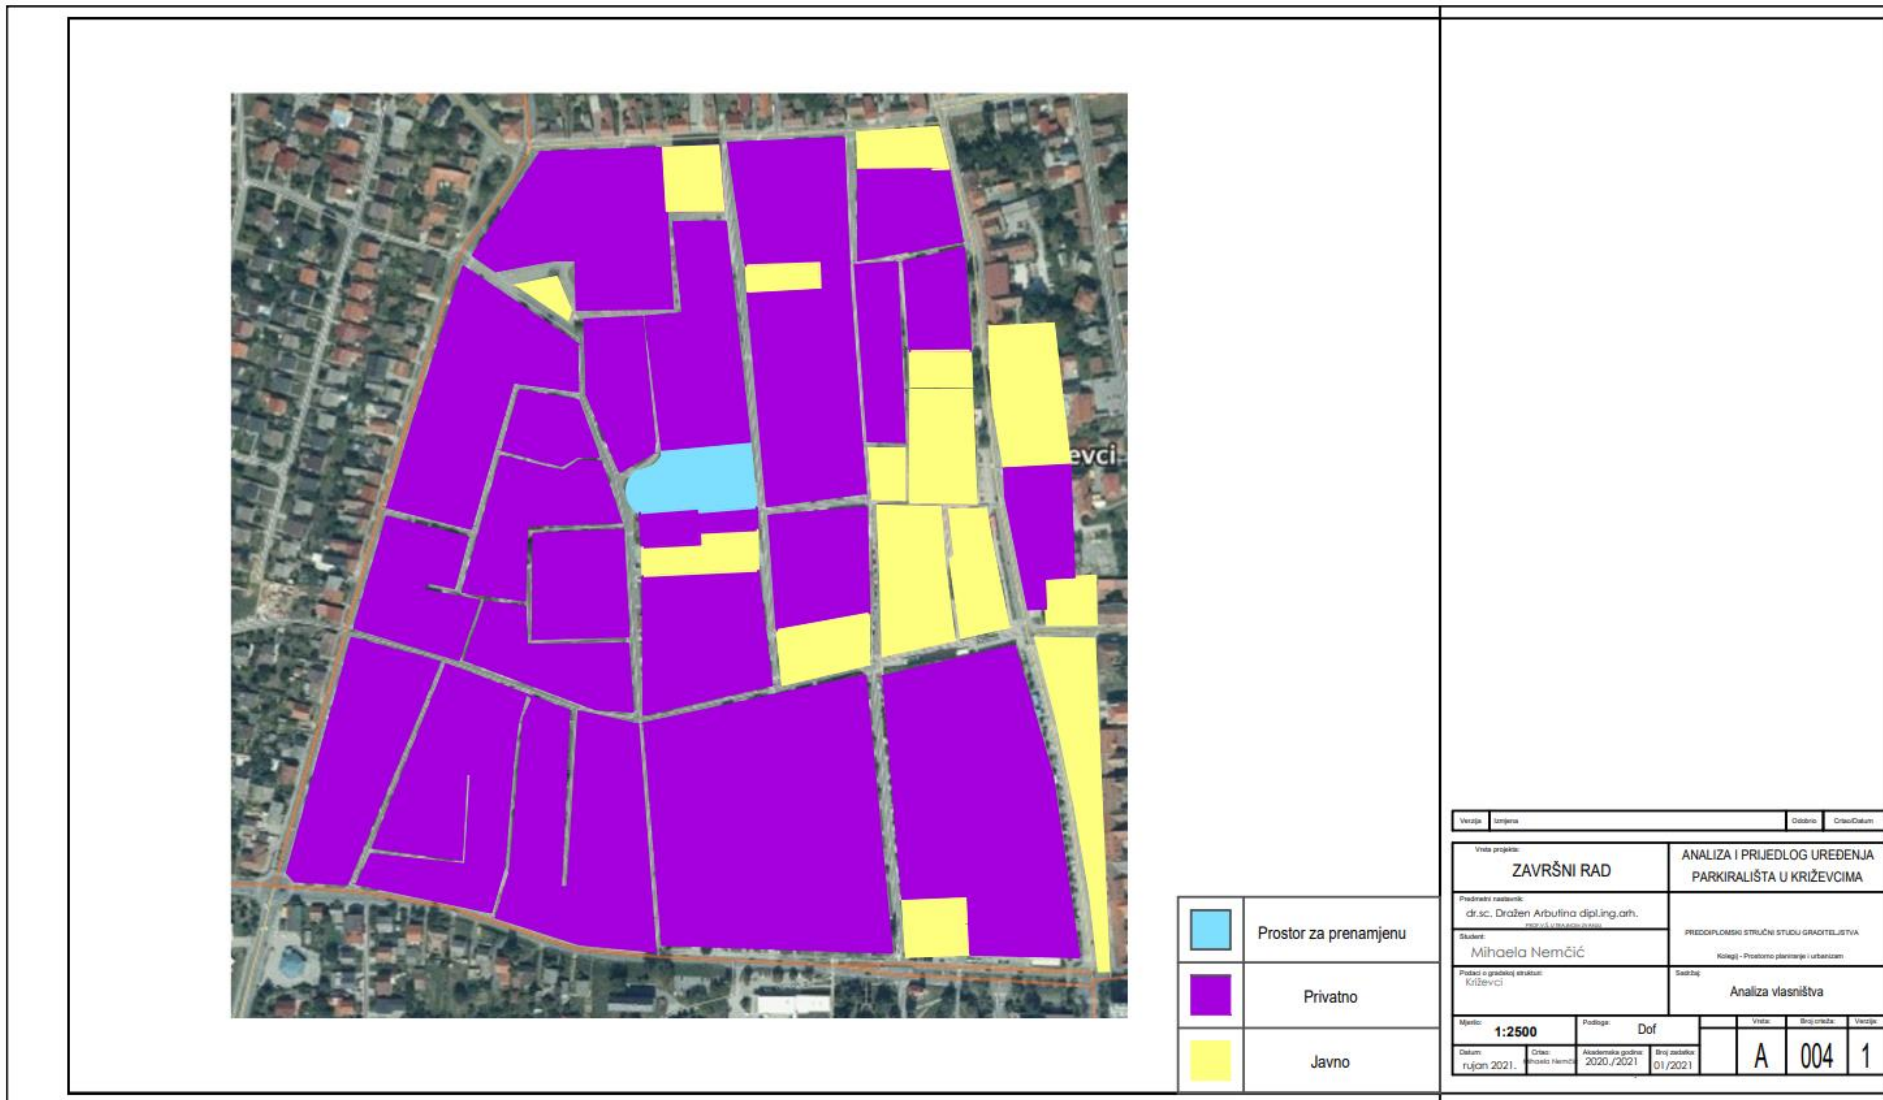 evci
Prostor za prenamjenu
Privatno
Javno
Verzija
Izmjena
Odobrio
Crtao/Datum
Vrsta projekta:
ZAVRŠNI RAD
ANALIZA I PRIJEDLOG UREĐENJA
PARKIRALIŠTA U KRIŽEVCIMA
Predmetni nastavnik:
dr.sc. Dražen Arbutina dipl.ing.arh.
Student:
Mihaela Nemčić
PREDDIPLOMSKI STRUČNI STUDIJ GRADITELJSTVA
Kolegij - Prostorno planiranje i urbanizam
Podaci o gradskoj strukturi:
Križevci
Sadržaj:
Analiza vlasništva
Mjerilo:
1:2500
Podloga:
Dof
Vrsta:
Broj crteža:
Verzija:
A
004
1
Datum:
rujan 2021.
Crtao:
Mihaela Nemčić
Akademska godina:
2020./2021
Broj zadatka:
01/2021